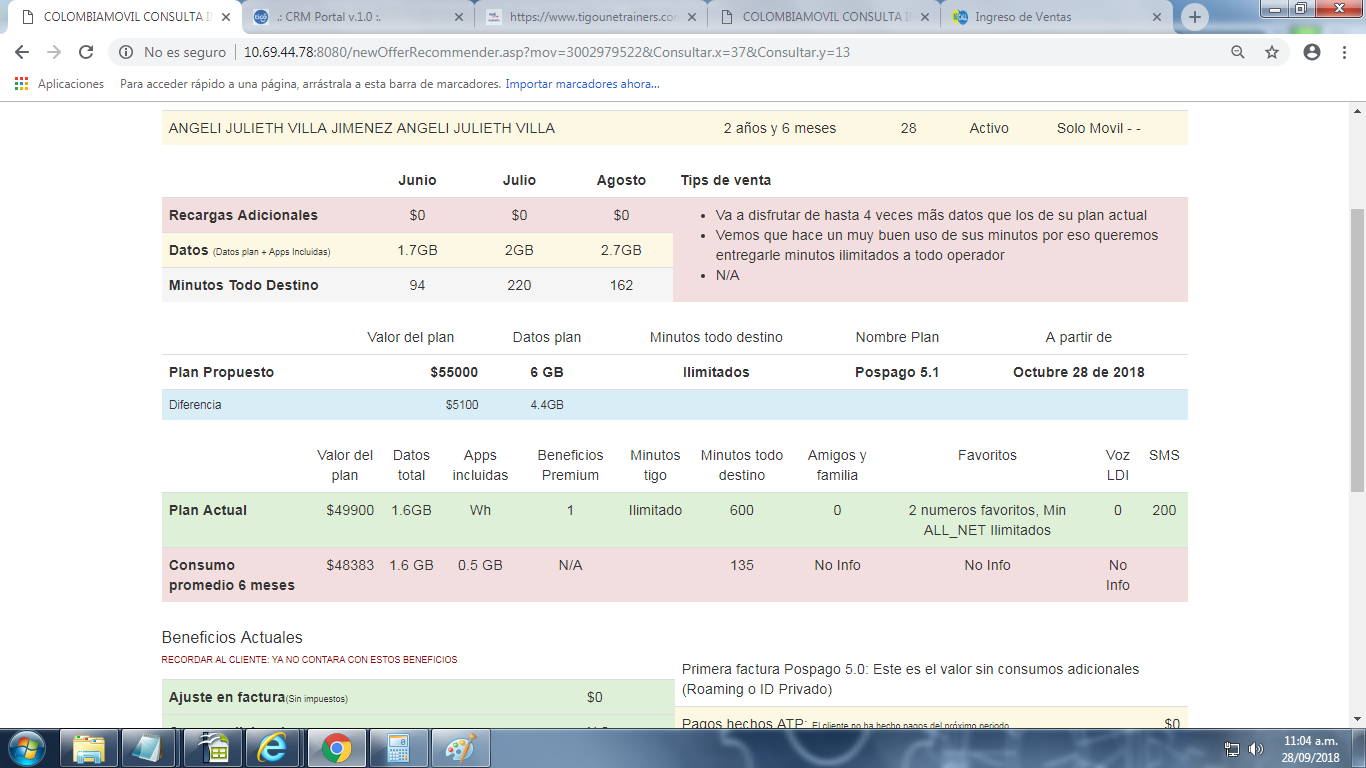 COLOMBIAMOVIL CONSULTA I
.: CRM Portal v.1.0 :.
https://www.tigounetrainers.co
COLOMBIAMOVIL CONSULTA I
Ingreso de Ventas
No es seguro 10.69.44.78:8080/newOfferRecommender.asp?mov=3002979522&Consultar.x=37&Consultar.y=13
Aplicaciones Para acceder rápido a una página, arrástrala a esta barra de marcadores. Importar marcadores ahora...
ANGELI JULIETH VILLA JIMENEZ ANGELI JULIETH VILLA 2 años y 6 meses 28 Activo Solo Movil - -
Junio Julio Agosto Tips de venta
Recargas Adicionales $0 $0 $0
Datos (Datos plan + Apps Incluidas) 1.7GB 2GB 2.7GB
Minutos Todo Destino 94 220 162
• Va a disfrutar de hasta 4 veces mãs datos que los de su plan actual
• Vemos que hace un muy buen uso de sus minutos por eso queremos
entregarle minutos ilimitados a todo operador
• N/A
Valor del plan Datos plan Minutos todo destino Nombre Plan A partir de
Plan Propuesto $55000 6 GB Ilimitados Pospago 5.1 Octubre 28 de 2018
Diferencia $5100 4.4GB
Valor del Datos Apps Beneficios Minutos Minutos todo Amigos y Favoritos Voz SMS
plan total incluidas Premium tigo destino familia LDI
Plan Actual $49900 1.6GB Wh 1 Ilimitado 600 0 2 numeros favoritos, Min 0 200
ALL_NET Ilimitados
Consumo $48383 1.6 GB 0.5 GB N/A 135 No Info No Info No
promedio 6 meses Info
Beneficios Actuales
RECORDAR AL CLIENTE: YA NO CONTARA CON ESTOS BENEFICIOS
Ajuste en factura(Sin impuestos) $0
Primera factura Pospago 5.0: Este es el valor sin consumos adicionales
(Roaming o ID Privado)
Pagos hechos ATP: El cliente no ha hecho pagos del próximo periodo $0
11:04 a.m.
28/09/2018